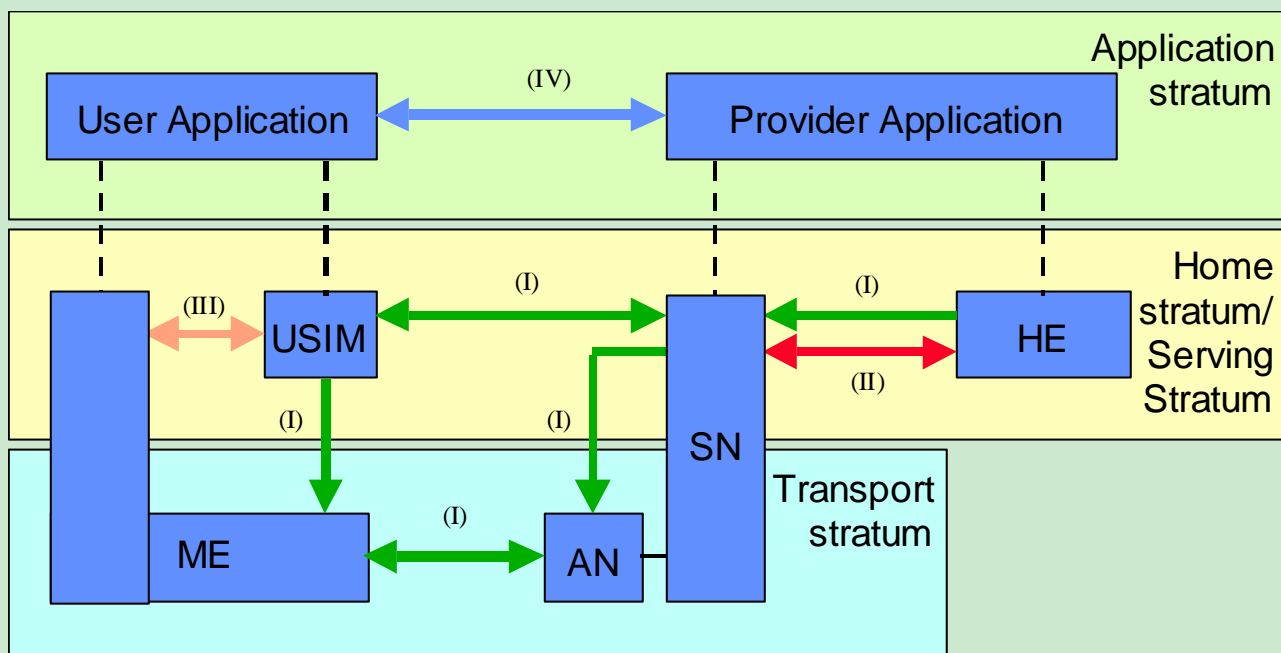 Application
stratum
(IV)
User Application
Provider Application
Home
stratum/
Serving
Stratum
(I)
(I)
(III)
USIM
HE
(II)
(I)
(I)
SN
Transport
stratum
(I)
ME
AN